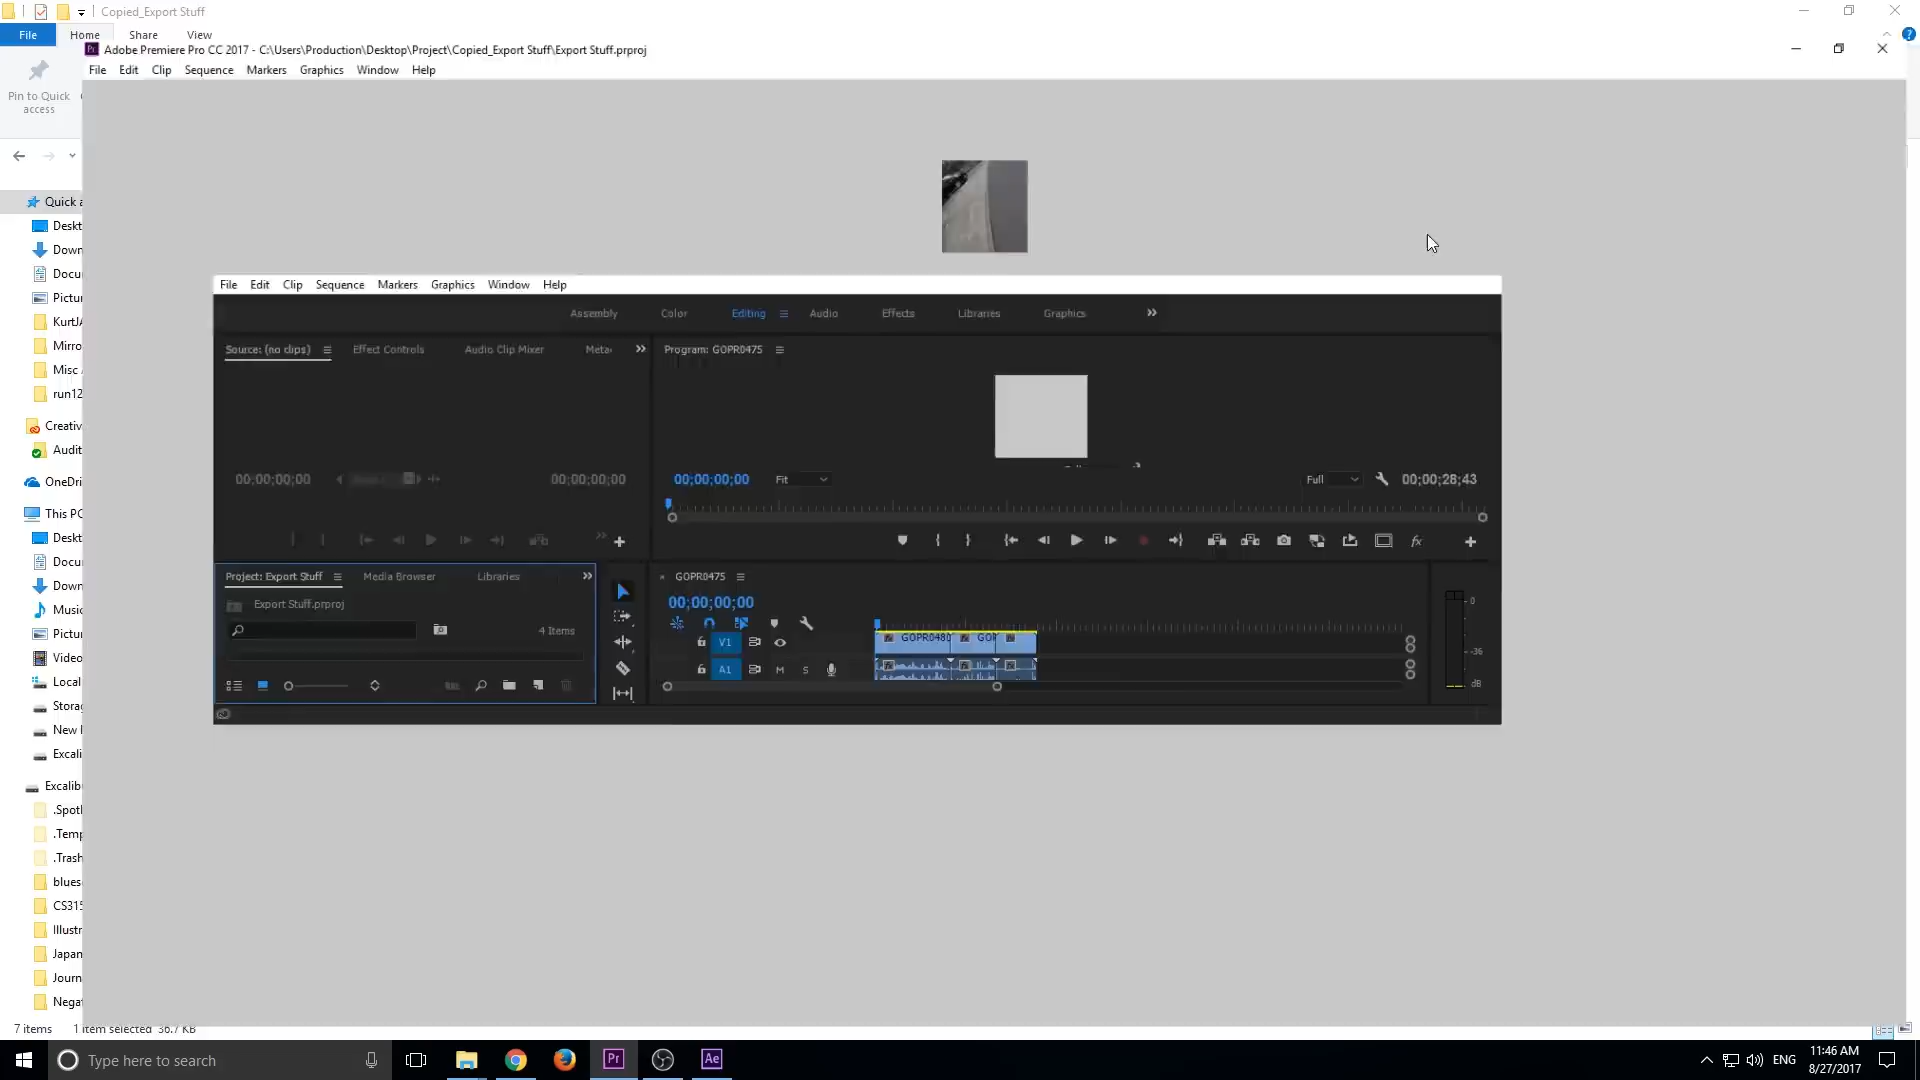 Copied_Export Stuff
File Home Share View
Adobe Premiere Pro CC 2017 - C:\Users\Production\Desktop\Project\Copied_Export Stuff\Export Stuff.prproj
File Edit Clip Sequence Markers Graphics Window Help
Pin to Quick
access
Quick a
Deskt
Down
Docu
Pictu
KurtJA
Mirro
Misc
run12
Creativ
Audit
OneDri
This PC
Deskt
Docu
Down
Music
Pictur
Video
Local
Storag
New
Excali
Excalib
.Spotl
.Temp
.Trash
blues
CS315
Illustr
Japan
Journ
Negat
7 items 1 item selected 36.7 KB
File Edit Clip Sequence Markers Graphics Window Help
Assembly Color Editing Audio Effects Libraries Graphics
Source: (no clips) Effect Controls Audio Clip Mixer Meta
Program: GOPR0475
00;00;00;00 00;00;00;00
00;00;00;00 Fit Full 00;00;28;43
Project: Export Stuff Media Browser Libraries
Export Stuff.prproj
4 Items
× GOPR0475
00;00;00;00
V1 GOPR0480 GOP
A1 M S
0
-36
dB
Type here to search
Pr Ae
ENG 11:46 AM
8/27/2017